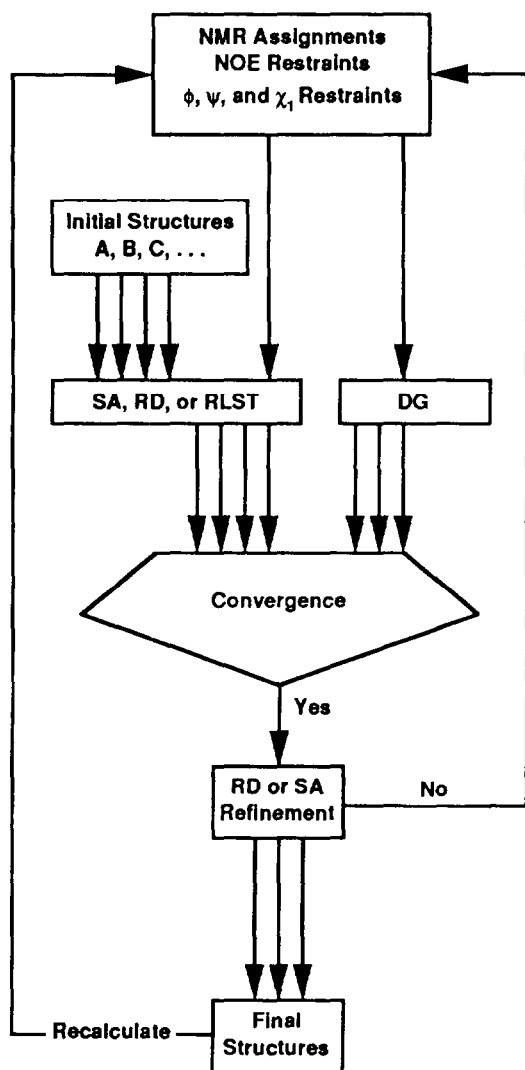 NMR Assignments
NOE Restraints
ϕ, ψ, and χ₁ Restraints
Initial Structures
A, B, C, . . .
SA, RD, or RLST
DG
Convergence
Yes
RD or SA
Refinement
No
Recalculate
Final
Structures